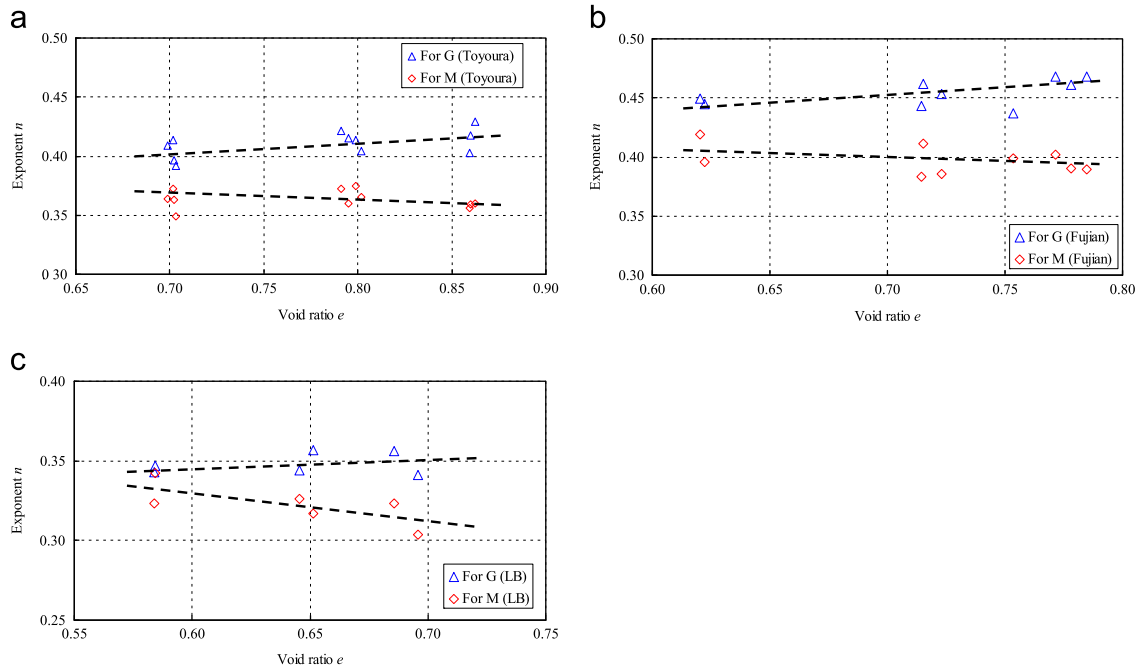 a
0.50
0.45
0.40
0.35
0.30
0.65
0.70
0.75
0.80
0.85
0.90
Exponent n
Void ratio e
For G (Toyoura)
For M (Toyoura)
b
0.50
0.45
0.40
0.35
0.30
0.60
0.65
0.70
0.75
0.80
Exponent n
Void ratio e
For G (Fujian)
For M (Fujian)
c
0.40
0.35
0.30
0.25
0.55
0.60
0.65
0.70
0.75
Exponent n
Void ratio e
For G (LB)
For M (LB)